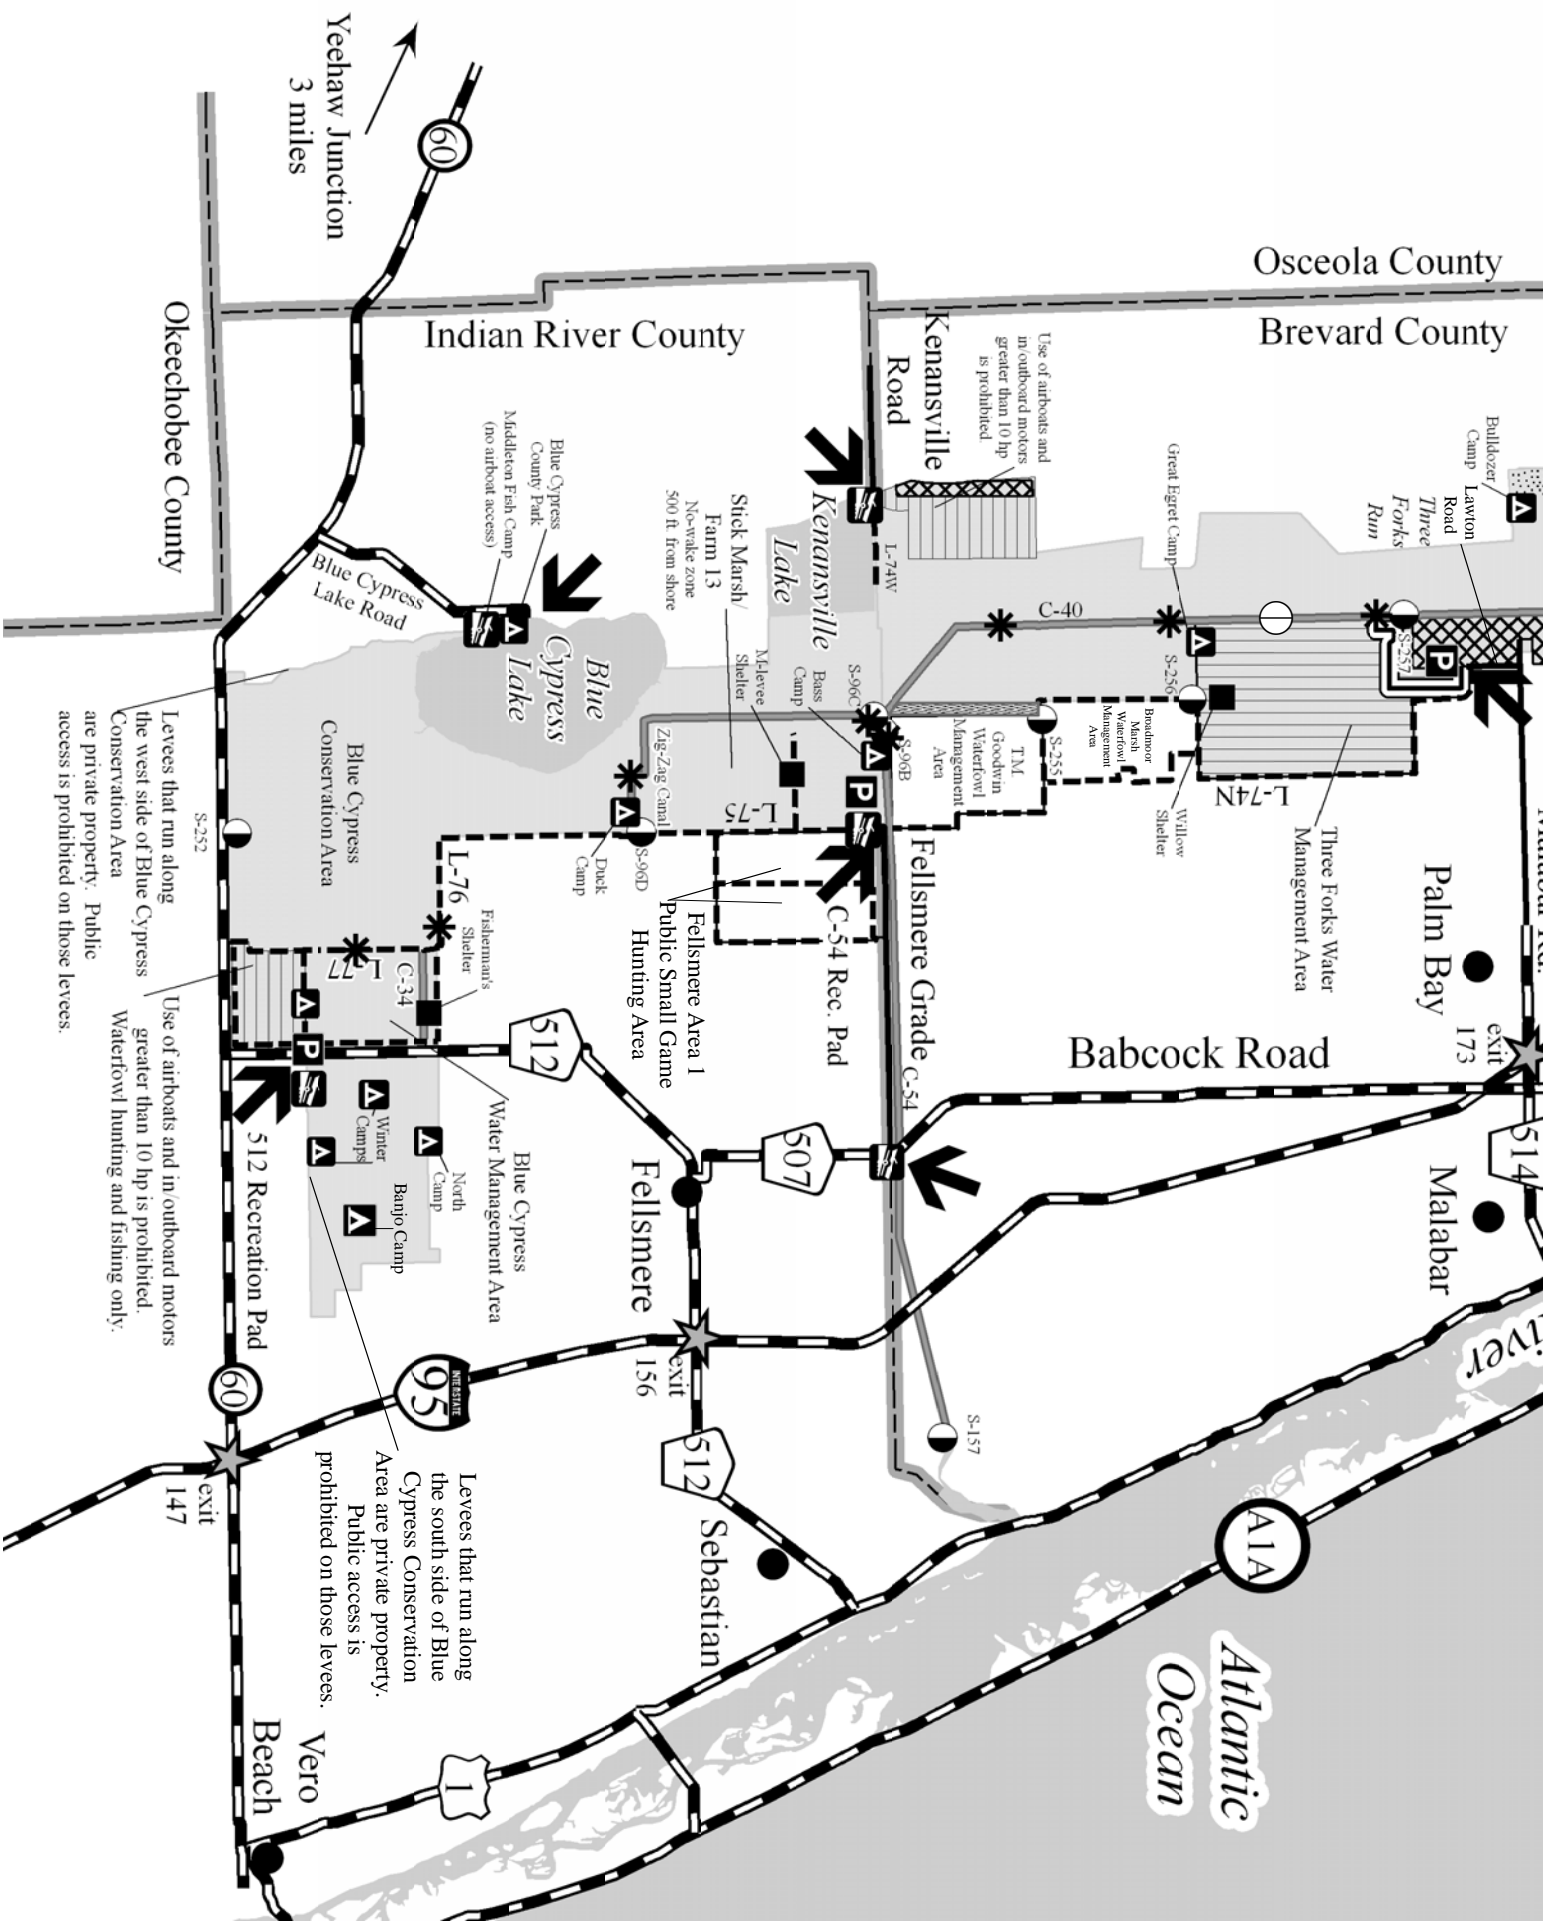 Osceola County
Brevard County
Indian River County
Okeechobee County
Yeehaw Junction
3 miles
60
Kenansville
Road
Use of airboats and
in/outboard motors
greater than 10 hp
is prohibited.
Bulldozer
Camp
Lawton
Road
Three
Forks
Run
Great Egret Camp
C-40
S-257
P
L-74W
Kenansville
Lake
Stick Marsh/
Farm 13
No-wake zone
500 ft. from shore
M-levee
Shelter
Bass
Camp
S-96C
S-96B
S-256
S-255
Broadmoor
Marsh
Waterfowl
Management
Area
T.M.
Goodwin
Waterfowl
Management
Area
Willow
Shelter
L-74N
Three Forks Water
Management Area
Palm Bay
Blue Cypress
County Park
Middleton Fish Camp
(no airboat access)
Blue Cypress
Lake Road
Blue
Cypress
Lake
Zig-Zag Canal
L-75
P
S-96D
Duck
Camp
Blue Cypress
Conservation Area
S-252
L-76
Fisherman's
Shelter
L-77
C-34
P
Levees that run along
the west side of Blue Cypress
Conservation Area
are private property. Public
access is prohibited on those levees.
Use of airboats and in/outboard motors
greater than 10 hp is prohibited.
Waterfowl hunting and fishing only.
Fellsmere Area 1
Public Small Game
Hunting Area
C-54 Rec. Pad
Fellsmere Grade
C-54
Babcock Road
exit
173
514
Malabar
512
507
Fellsmere
Blue Cypress
Water Management Area
Winter
Camps
North
Camp
Banjo Camp
512 Recreation Pad
60
INTERSTATE
95
exit
156
exit
147
512
S-157
Sebastian
Levees that run along
the south side of Blue
Cypress Conservation
Area are private property.
Public access is
prohibited on those levees.
Vero
Beach
1
A1A
Atlantic
Ocean